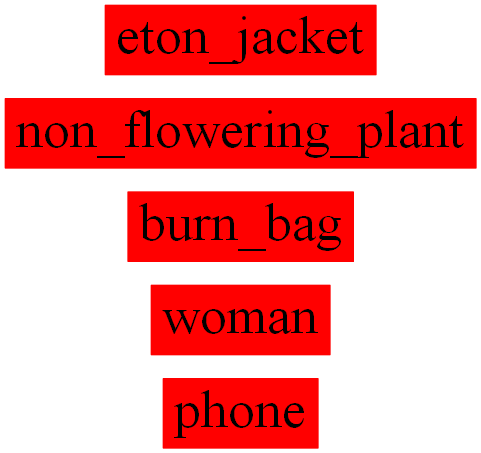 eton_jacket
non_flowering_plant
burn_bag
woman
phone